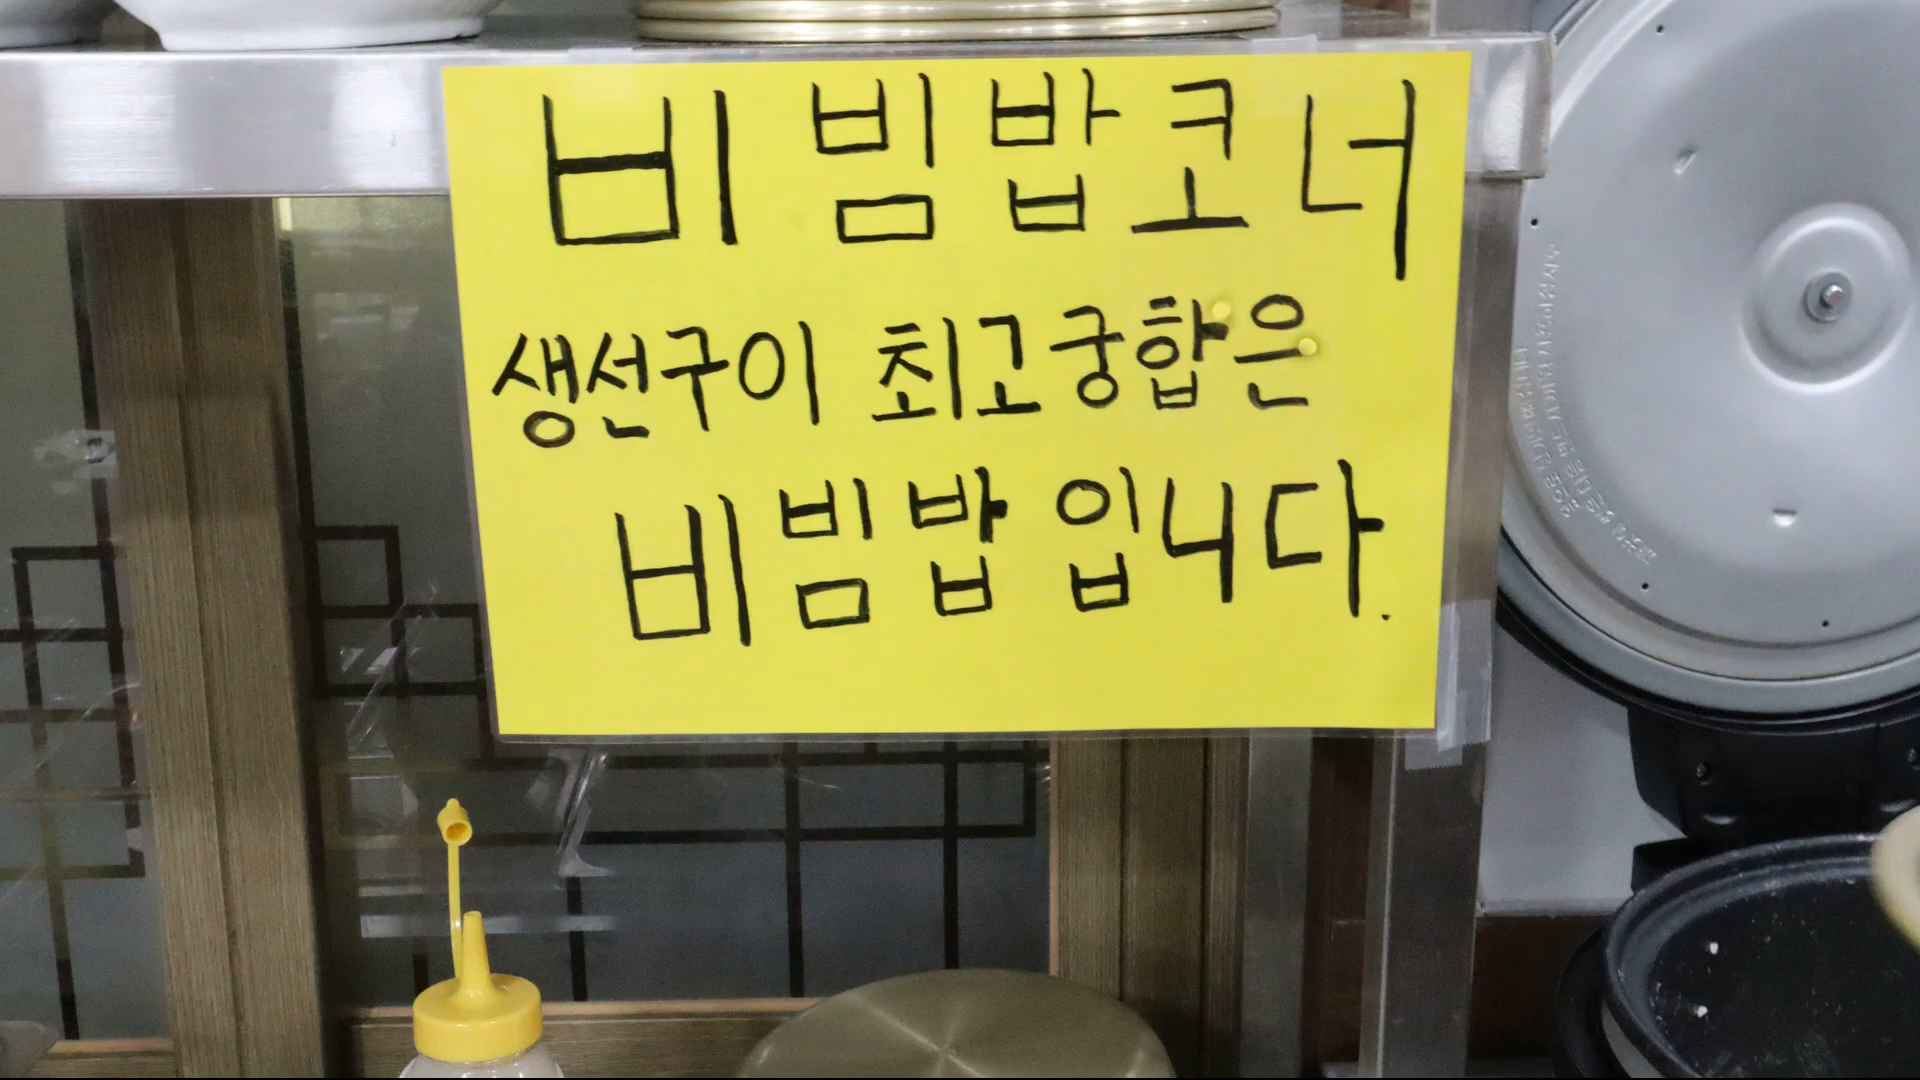 비빔밥코너
생선구이 최고궁합은
비빔밥 입니다.